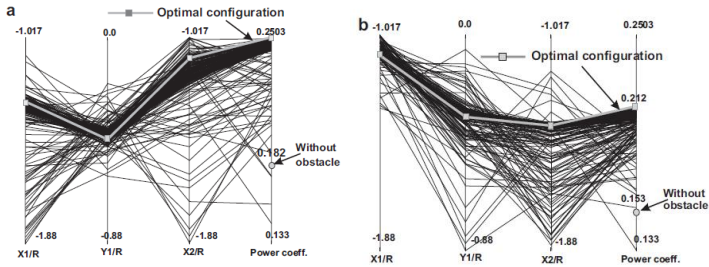 a
Optimal configuration
-1.017
0.0
-1.017
0.2503
0.182
Without
obstacle
-1.88
-0.88
-1.88
0.133
X1/R
Y1/R
X2/R
Power coeff.
b
-1.017
0.0
-1.017
0.2503
Optimal configuration
0.212
0.153
Without
obstacle
-1.88
-0.88
-1.88
0.133
X1/R
Y1/R
X2/R
Power coeff.